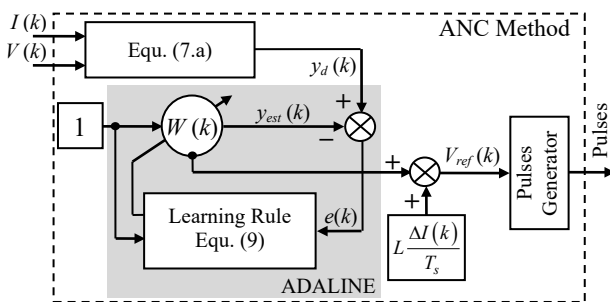 ANC Method
I(k)
V(k)
Equ. (7.a)
y_d(k)
1
W(k)
y_est(k)
+
−
Learning Rule
Equ. (9)
e(k)
ADALINE
+
+
V_ref(k)
L ΔI(k)/T_s
Pulses
Generator
Pulses